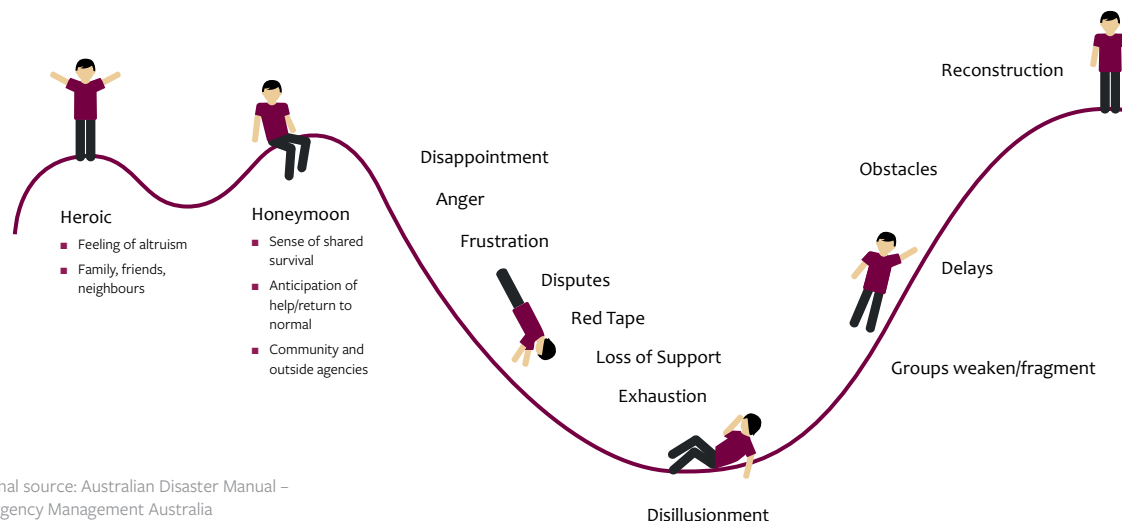 Heroic
Feeling of altruism
Family, friends,
neighbours
Honeymoon
Sense of shared
survival
Anticipation of
help/return to
normal
Community and
outside agencies
Disappointment
Anger
Frustration
Disputes
Red Tape
Loss of Support
Exhaustion
Disillusionment
Groups weaken/fragment
Delays
Obstacles
Reconstruction
nal source: Australian Disaster Manual –
gency Management Australia